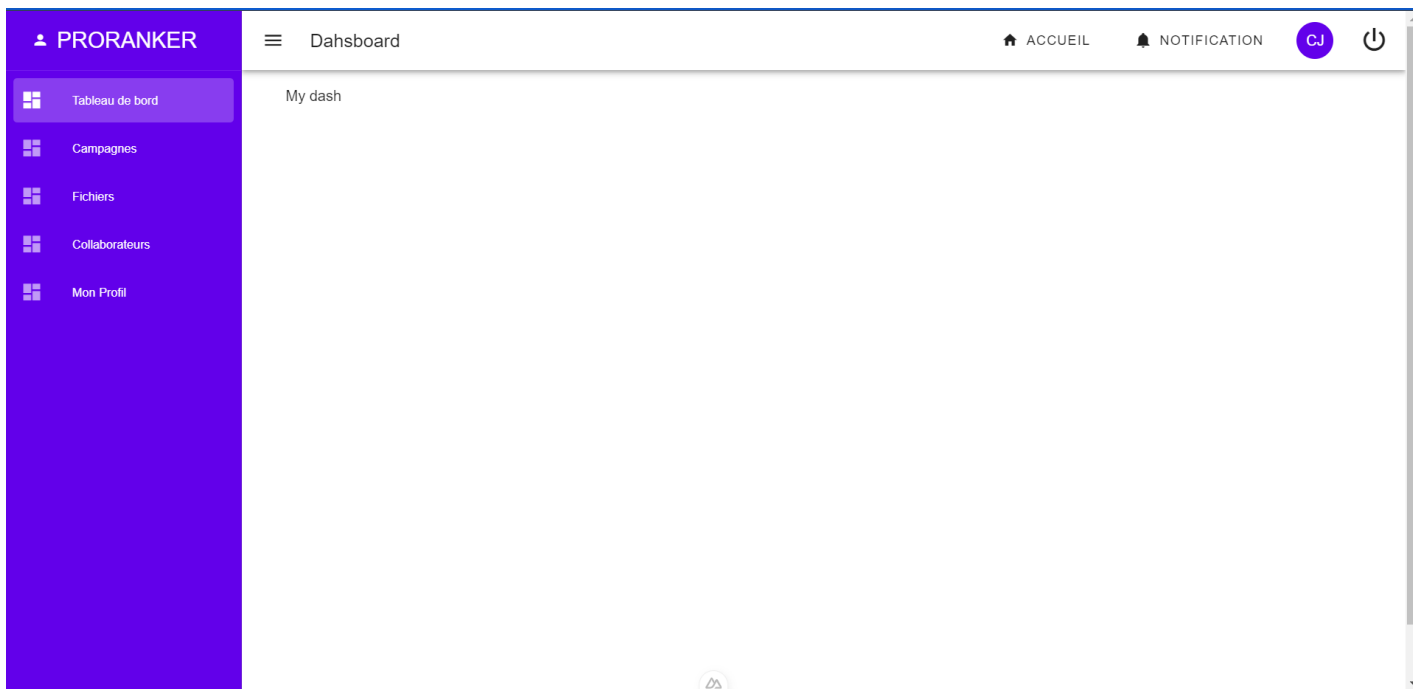 PRORANKER
Dahsboard
ACCUEIL
NOTIFICATION
CJ
Tableau de bord
Campagnes
Fichiers
Collaborateurs
Mon Profil
My dash